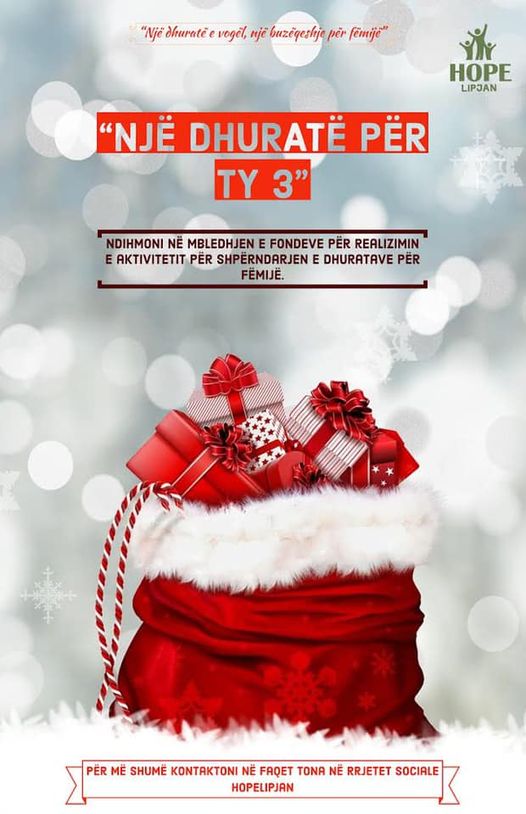 “Një dhuratë e vogël, një buzëqeshje për fëmijë”
HOPE
LIPJAN
“NJË DHURATË PËR
TY 3”
NDIHMONI NË MBLEDHJEN E FONDEVE PËR REALIZIMIN
E AKTIVITETIT PËR SHPËRNDARJEN E DHURATAVE PËR
FËMIJË.
PËR MË SHUMË KONTAKTONI NË FAQET TONA NË RRJETET SOCIALE
HOPELIPJAN